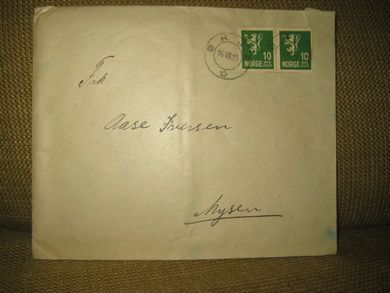 10 10
NORGE NORGE
Frk
Aase Iversen
Mysen